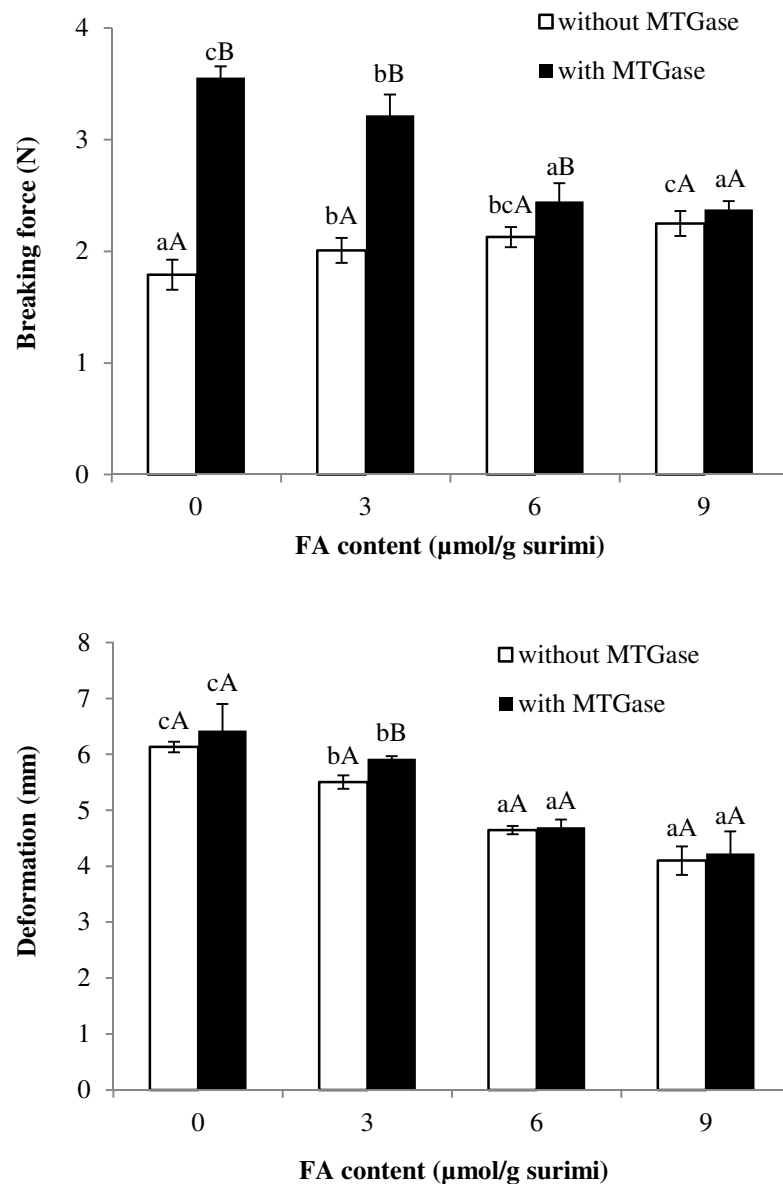 without MTGase
with MTGase
4
3
2
1
0
Breaking force (N)
cB
bB
aB
aA
bA
bcA
cA
aA
0 3 6 9
FA content (µmol/g surimi)
without MTGase
with MTGase
8
7
6
5
4
3
2
1
0
Deformation (mm)
cA
cA
bA
bB
aA
aA
aA
aA
0 3 6 9
FA content (µmol/g surimi)